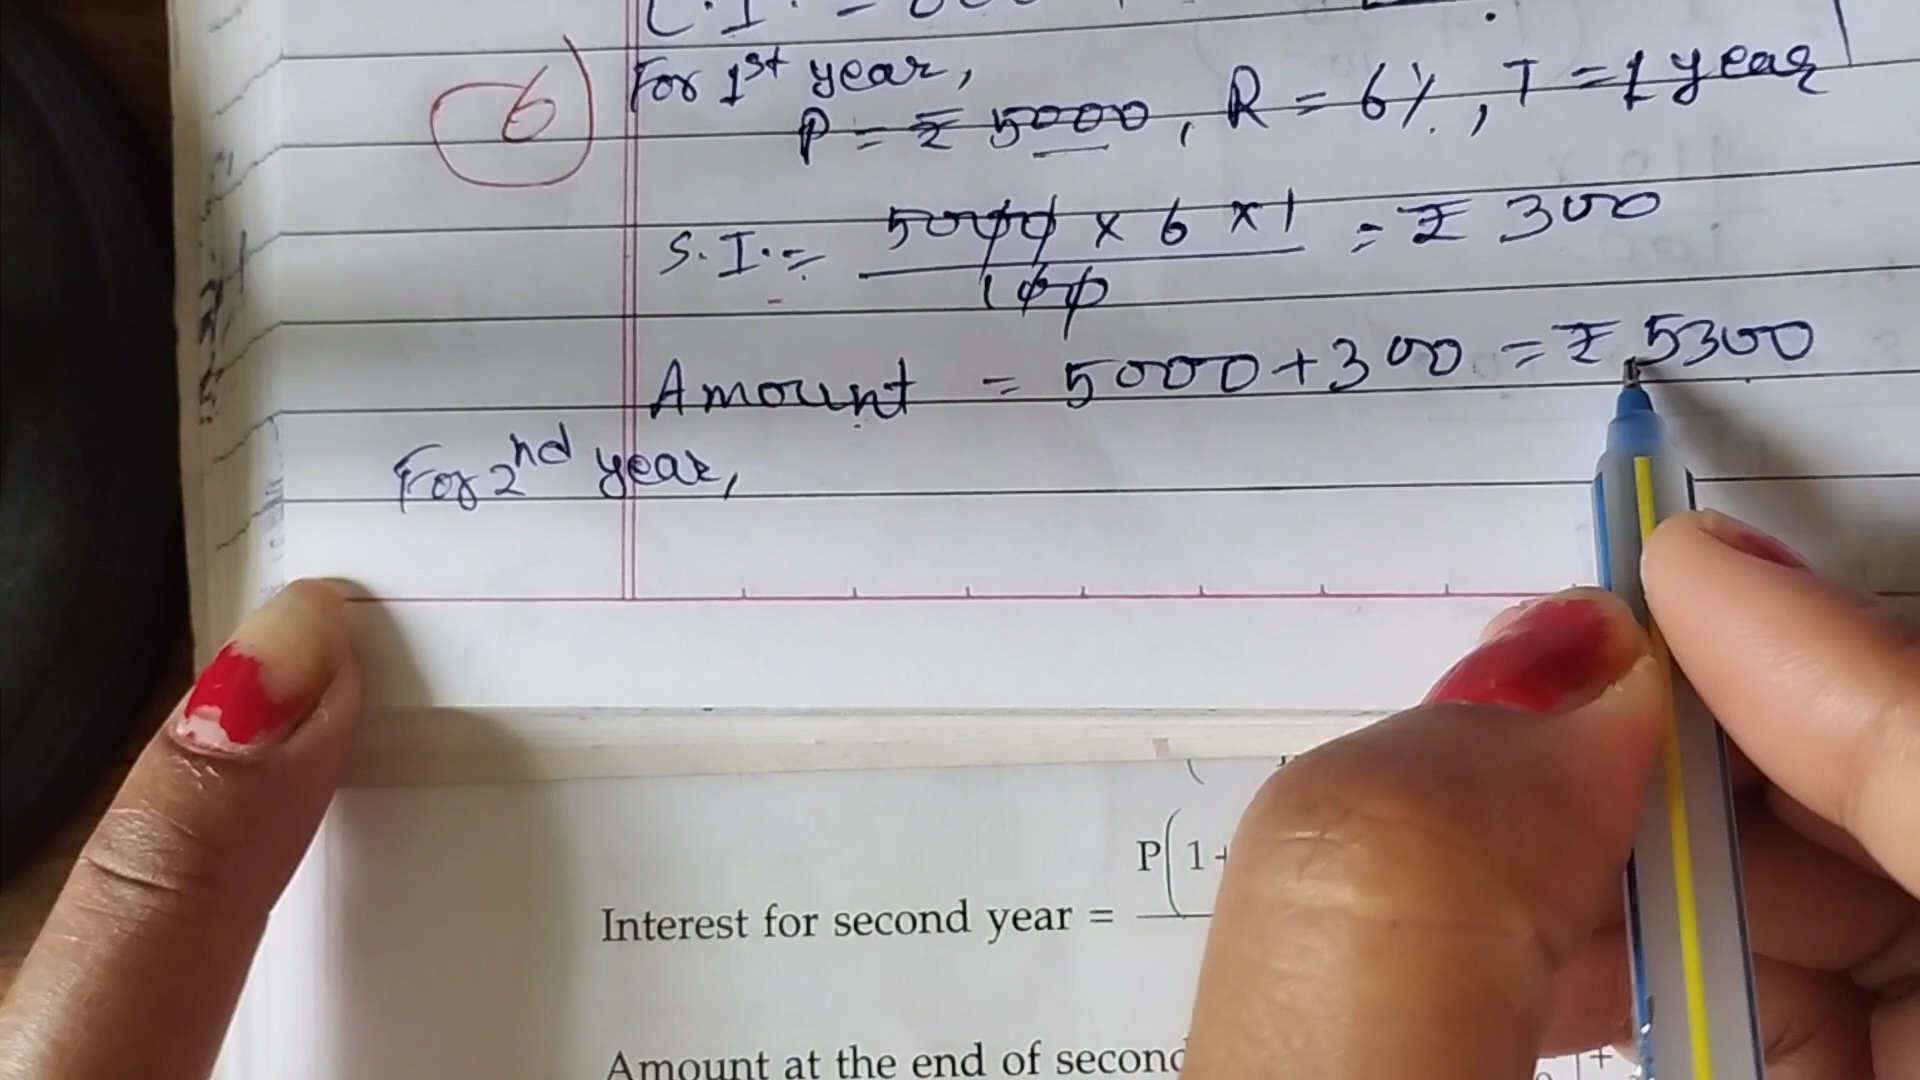 C.I. =
6) For 1st year,
P = ₹ 5000, R = 6%, T = 1 year
S.I. = 5000 x 6 x 1 / 100 = ₹ 300
Amount = 5000 + 300 = ₹ 5300
For 2nd year,
P(1+
Interest for second year =
Amount at the end of second